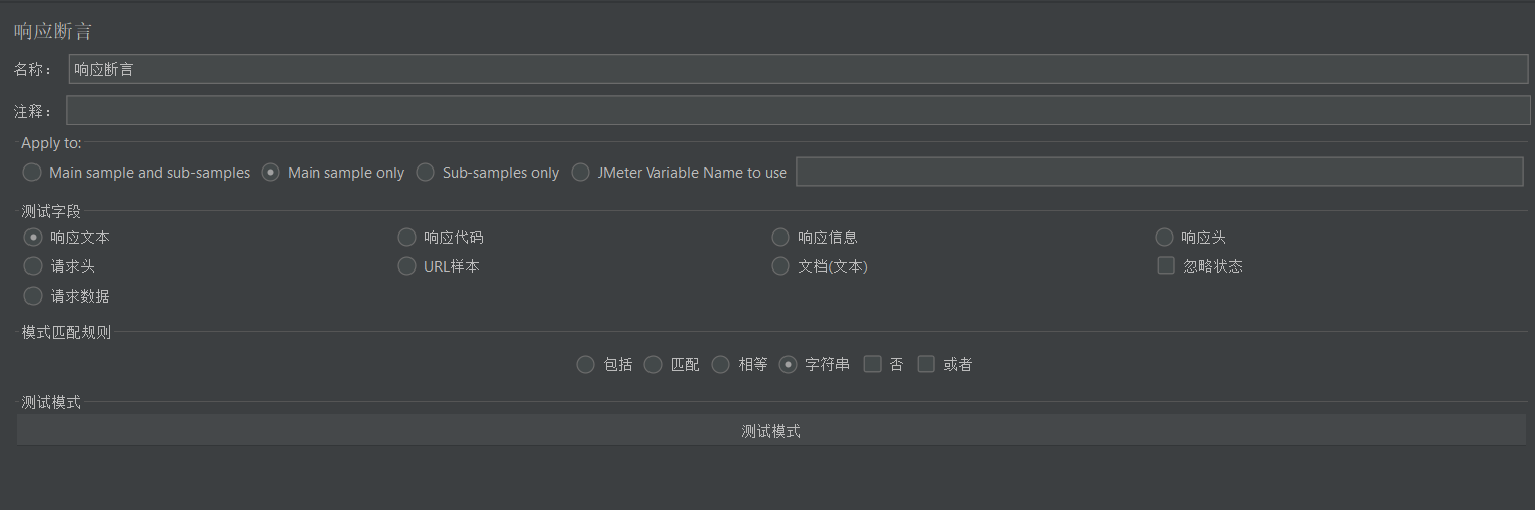 响应断言
名称： 响应断言
注释：
Apply to:
Main sample and sub-samples Main sample only Sub-samples only JMeter Variable Name to use
测试字段
响应文本 响应代码 响应信息 响应头
请求头 URL样本 文档(文本) 忽略状态
请求数据
模式匹配规则
包括 匹配 相等 字符串 否 或者
测试模式
测试模式